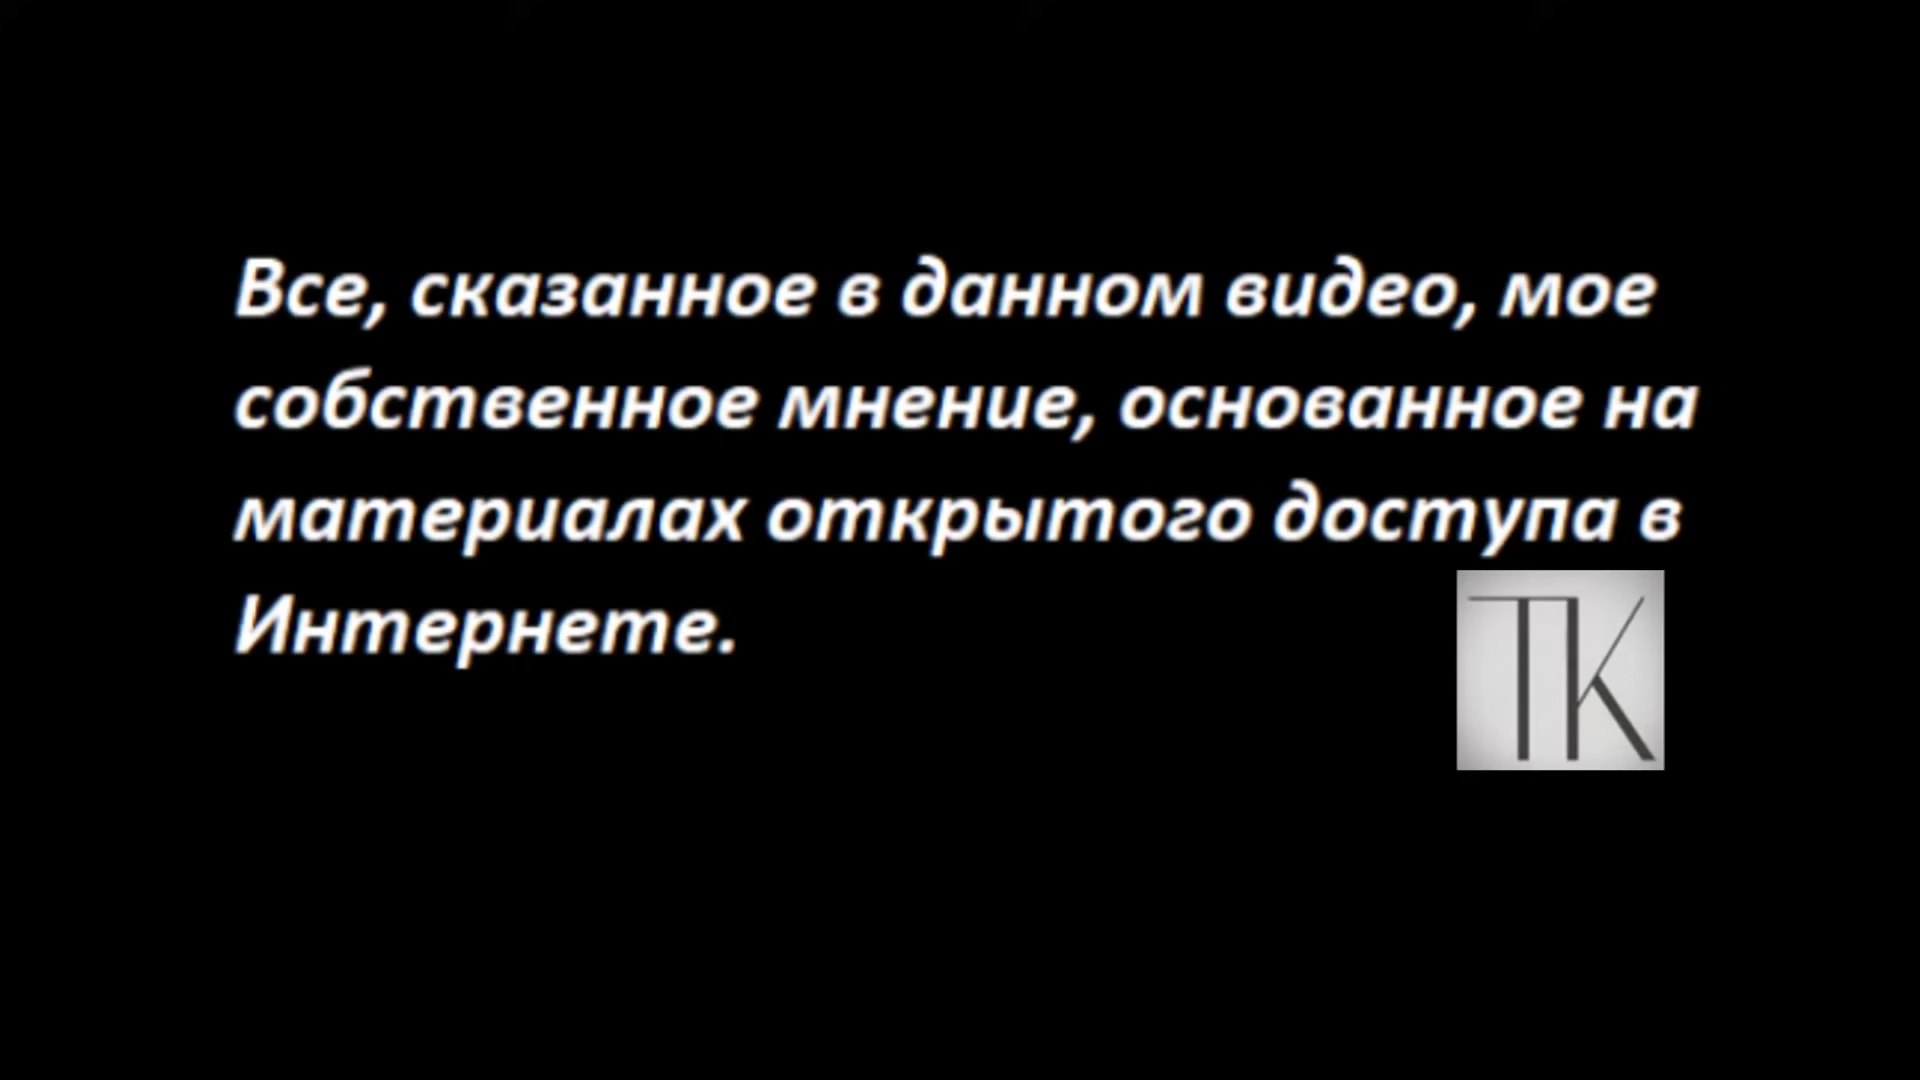 Все, сказанное в данном видео, мое
собственное мнение, основанное на
материалах открытого доступа в
Интернете.
TK